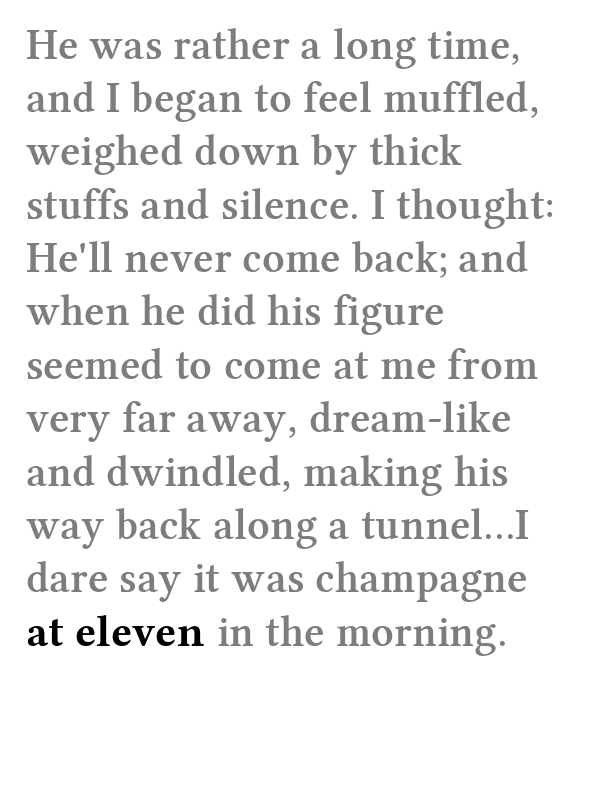 He was rather a long time,
and I began to feel muffled,
weighed down by thick
stuffs and silence. I thought:
He'll never come back; and
when he did his figure
seemed to come at me from
very far away, dream-like
and dwindled, making his
way back along a tunnel...I
dare say it was champagne
at eleven in the morning.